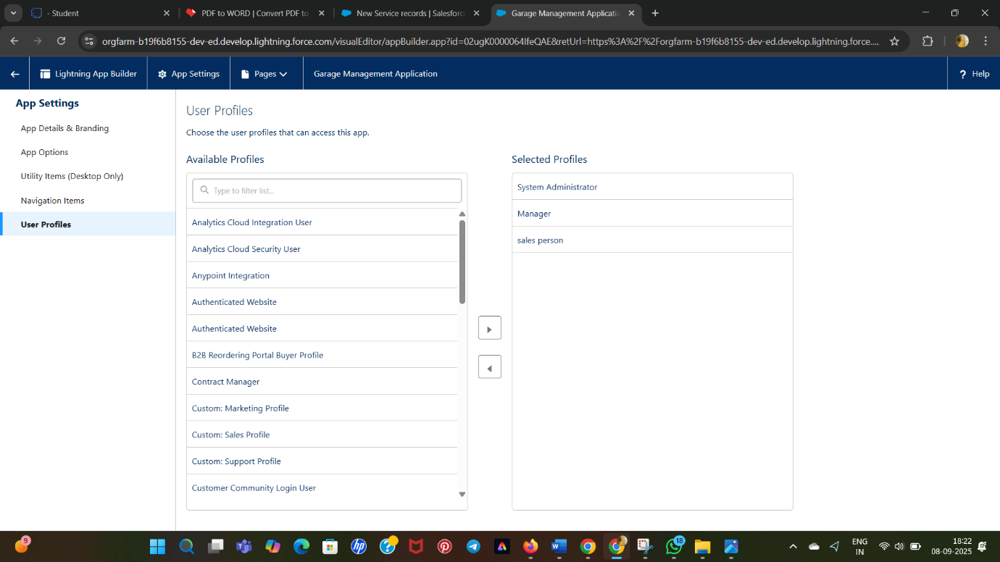 - Student
PDF to WORD | Convert PDF to
New Service records | Salesforc
Garage Management Applicatio
orgfarm-b19f6b8155-dev-ed.develop.lightning.force.com/visualEditor/appBuilder.app?id=02ugK0000064IfeQAE&retUrl=https%3A%2F%2Forgfarm-b19f6b8155-dev-ed.develop.lightning.force....
Lightning App Builder
App Settings
Pages
Garage Management Application
? Help
App Settings
App Details & Branding
App Options
Utility Items (Desktop Only)
Navigation Items
User Profiles
User Profiles
Choose the user profiles that can access this app.
Available Profiles
Type to filter list...
Analytics Cloud Integration User
Analytics Cloud Security User
Anypoint Integration
Authenticated Website
Authenticated Website
B2B Reordering Portal Buyer Profile
Contract Manager
Custom: Marketing Profile
Custom: Sales Profile
Custom: Support Profile
Customer Community Login User
Selected Profiles
System Administrator
Manager
sales person
9
18
ENG
IN
18:22
08-09-2025